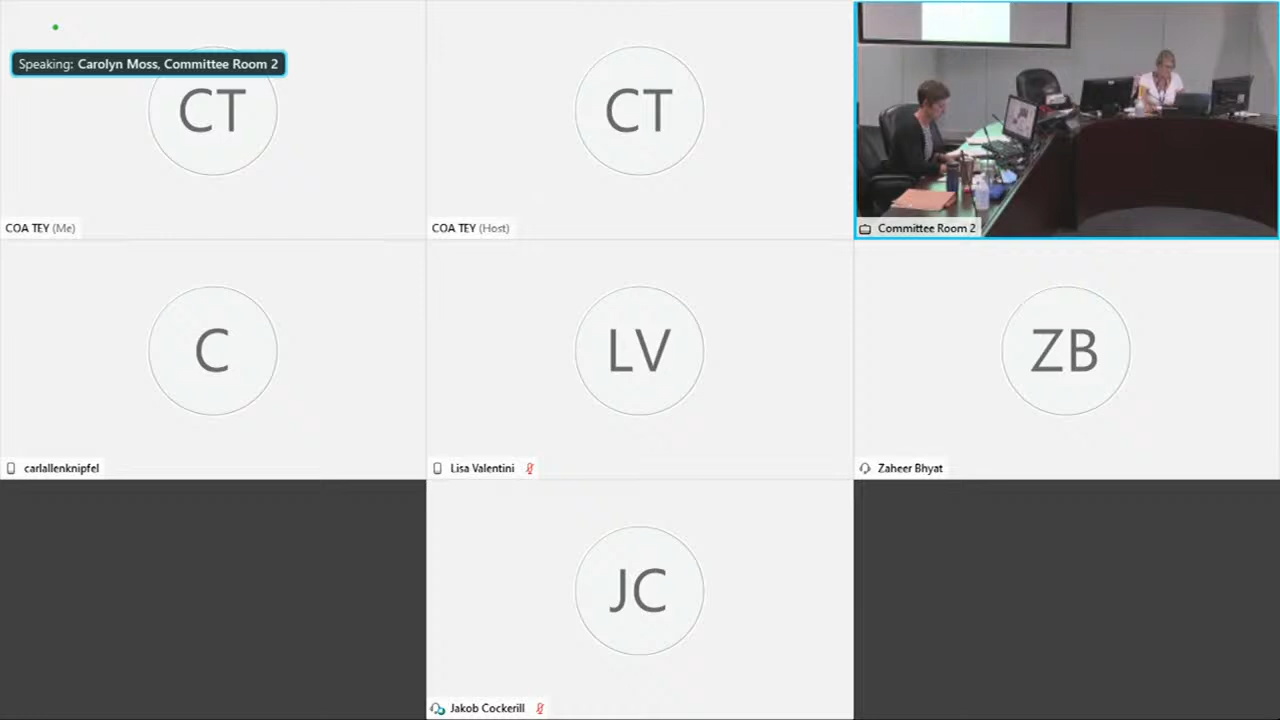 Speaking: Carolyn Moss, Committee Room 2
CT
COA TEY (Me)
CT
COA TEY (Host)
Committee Room 2
C
carlallenknipfel
LV
Lisa Valentini
ZB
Zaheer Bhyat
JC
Jakob Cockerill